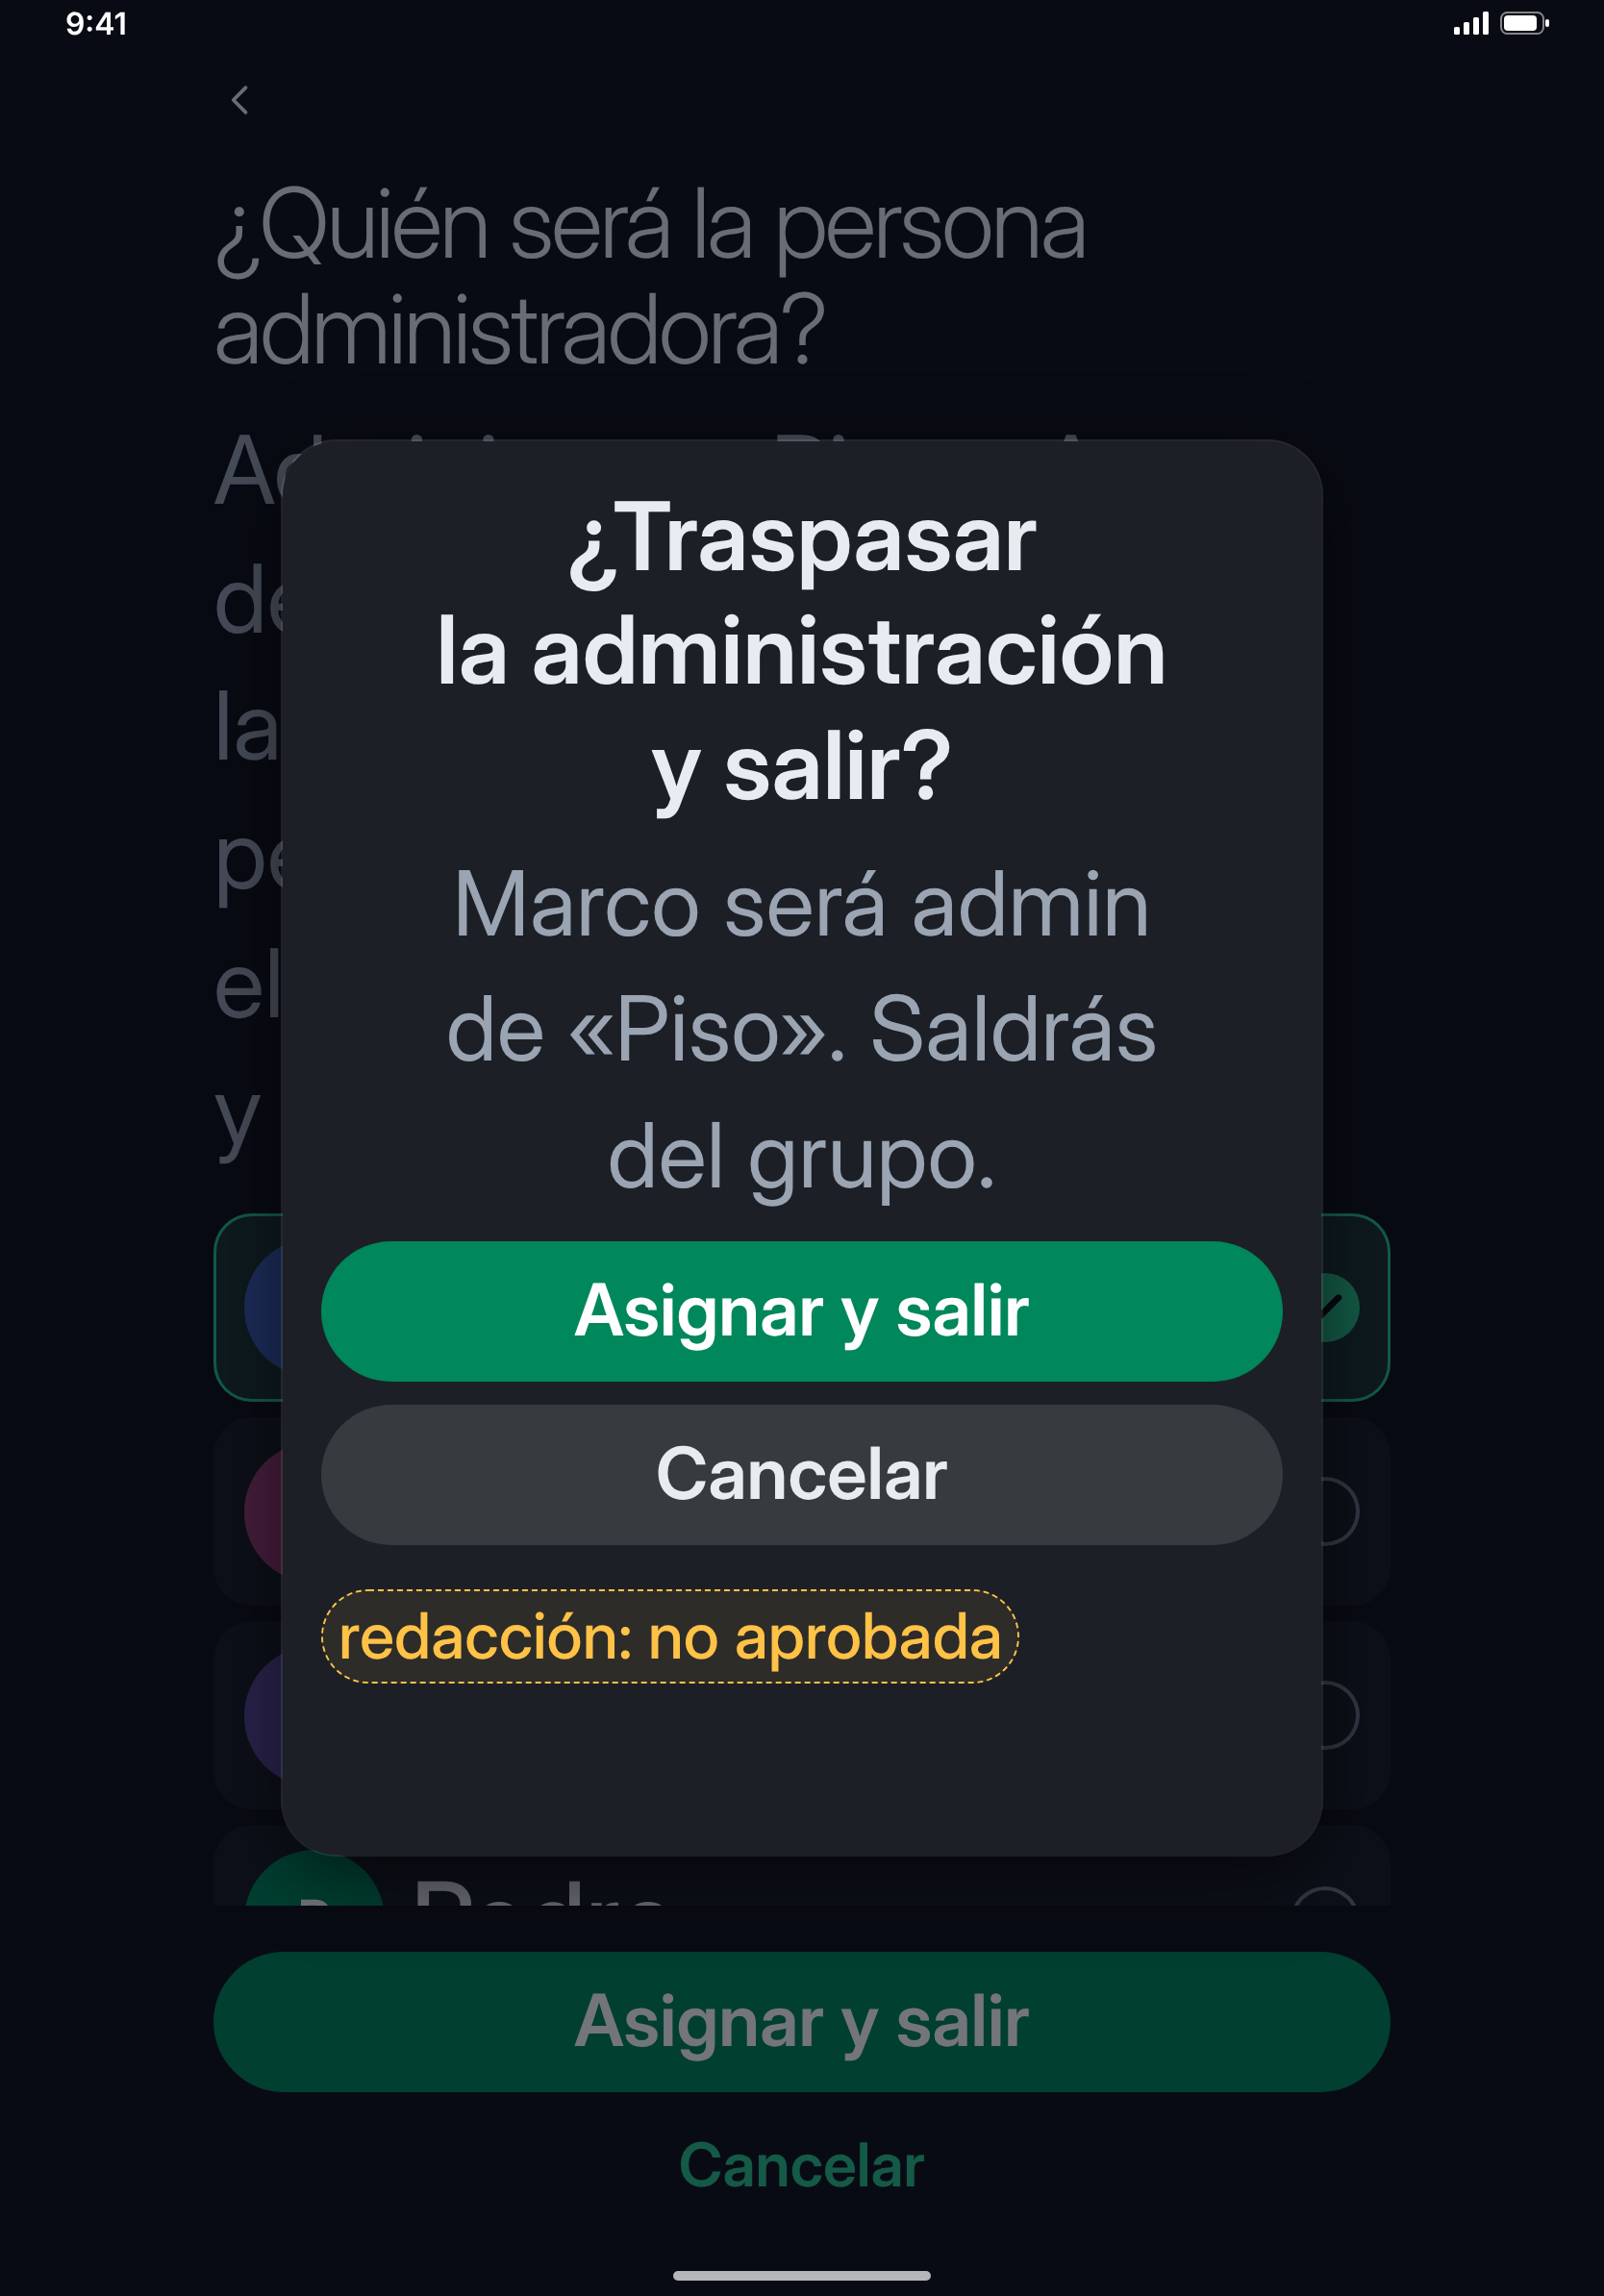 9:41
¿Quién será la persona
administradora?
¿Traspasar
la administración
y salir?
Marco será admin
de «Piso». Saldrás
del grupo.
Asignar y salir
Cancelar
redacción: no aprobada
Asignar y salir
Cancelar